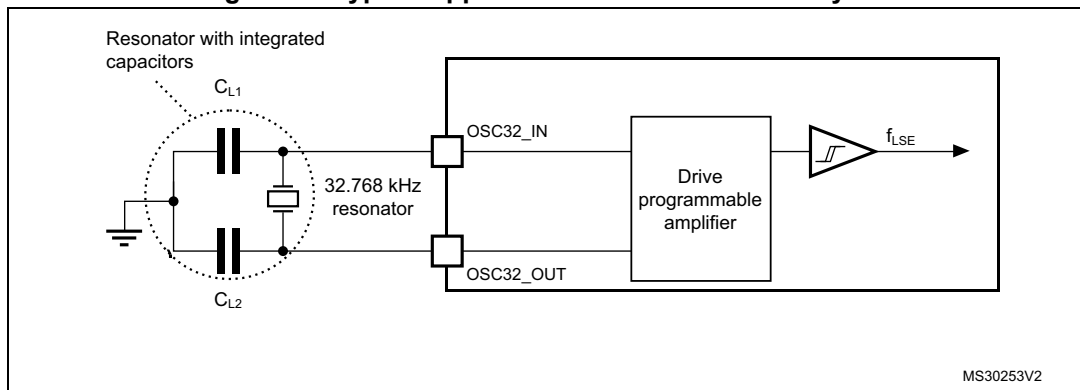 Resonator with integrated
capacitors
CL1
OSC32_IN
fLSE
32.768 kHz
resonator
Drive
programmable
amplifier
OSC32_OUT
CL2
MS30253V2